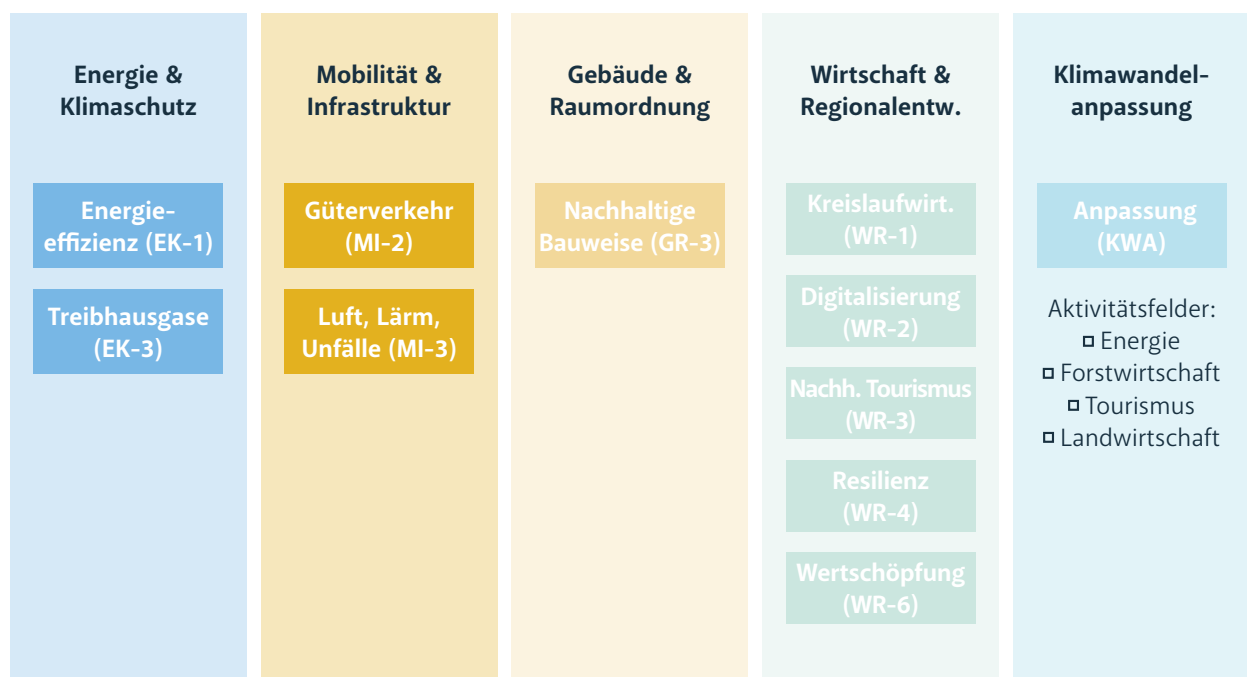 Energie &
Klimaschutz
Energie-
effizienz (EK-1)
Treibhausgase
(EK-3)
Mobilität &
Infrastruktur
Güterverkehr
(MI-2)
Luft, Lärm,
Unfälle (MI-3)
Gebäude &
Raumordnung
Nachhaltige
Bauweise (GR-3)
Wirtschaft &
Regionalentw.
Kreislaufwirt.
(WR-1)
Digitalisierung
(WR-2)
Nachh. Tourismus
(WR-3)
Resilienz
(WR-4)
Wertschöpfung
(WR-6)
Klimawandel-
anpassung
Anpassung
(KWA)
Aktivitätsfelder:
Energie
Forstwirtschaft
Tourismus
Landwirtschaft